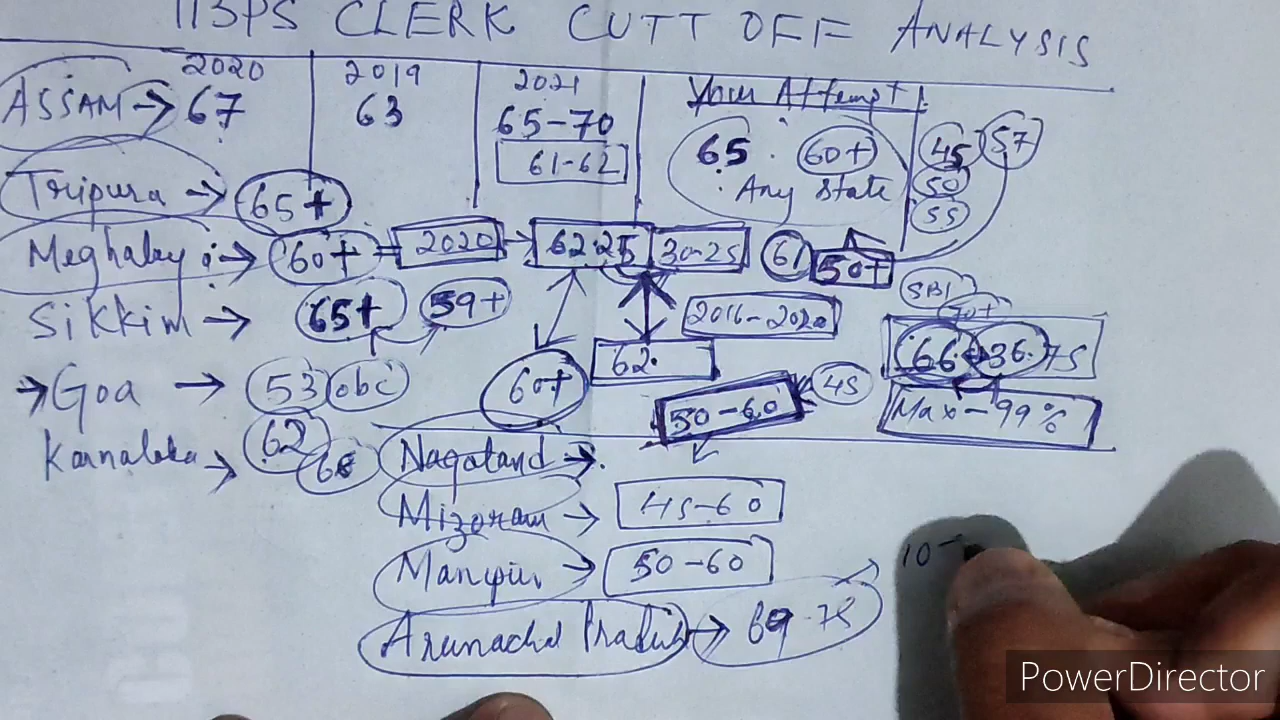 IBPS CLERK CUTT OFF ANALYSIS
2020 2019 2021 Your Attempt
ASSAM → 67 63 65-70
61-62
65 60+ 45 57
Any state 50
55
Tripura → 65+
Meghalay → 60+ = 2020 → 62.25 30.25 61 50+
Sikkim → 65+ 59+
2016-2020
SBI
70+
66 36.75
Max - 99%
62.
60+
50-60 45
→ Goa → 53 obc
Karnataka → 62
Nagaland →
Mizoram → 45-60
Manipur → 50-60
Arunachal Pradesh → 69.75
10-
PowerDirector